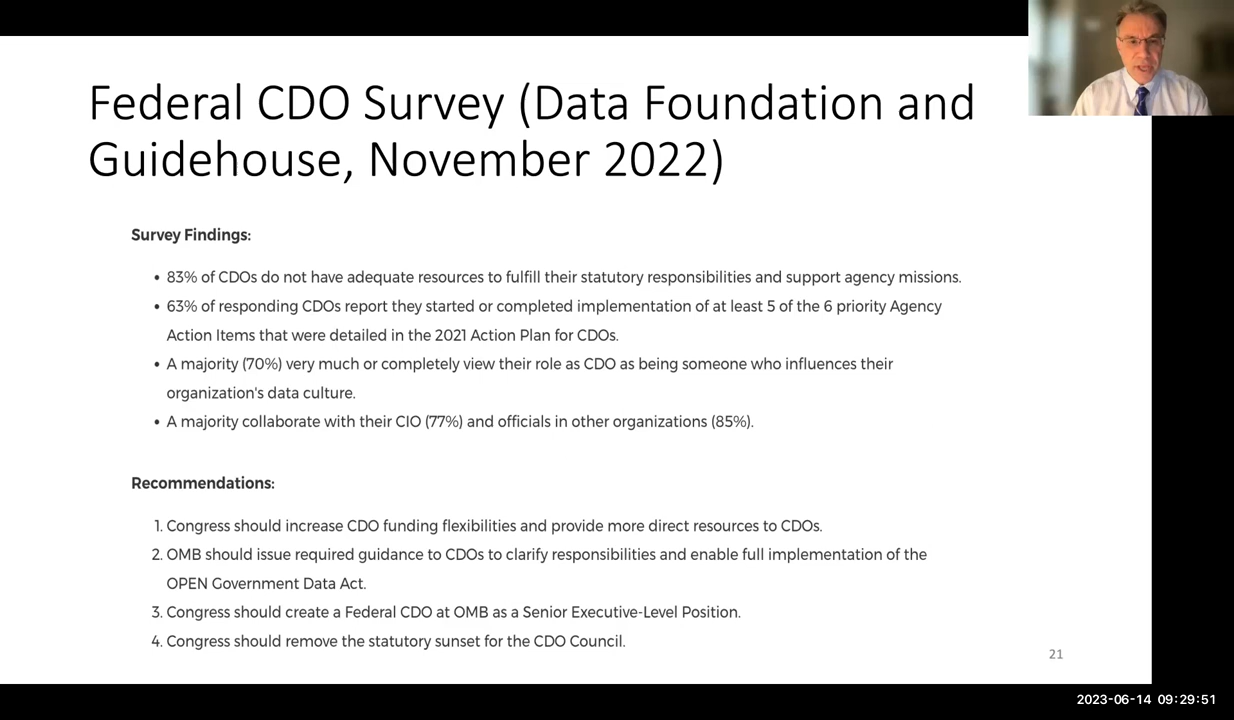 Federal CDO Survey (Data Foundation and
Guidehouse, November 2022)
Survey Findings:
• 83% of CDOs do not have adequate resources to fulfill their statutory responsibilities and support agency missions.
• 63% of responding CDOs report they started or completed implementation of at least 5 of the 6 priority Agency
Action Items that were detailed in the 2021 Action Plan for CDOs.
• A majority (70%) very much or completely view their role as CDO as being someone who influences their
organization's data culture.
• A majority collaborate with their CIO (77%) and officials in other organizations (85%).
Recommendations:
1. Congress should increase CDO funding flexibilities and provide more direct resources to CDOs.
2. OMB should issue required guidance to CDOs to clarify responsibilities and enable full implementation of the
OPEN Government Data Act.
3. Congress should create a Federal CDO at OMB as a Senior Executive-Level Position.
4. Congress should remove the statutory sunset for the CDO Council.
21
2023-06-14 09:29:51